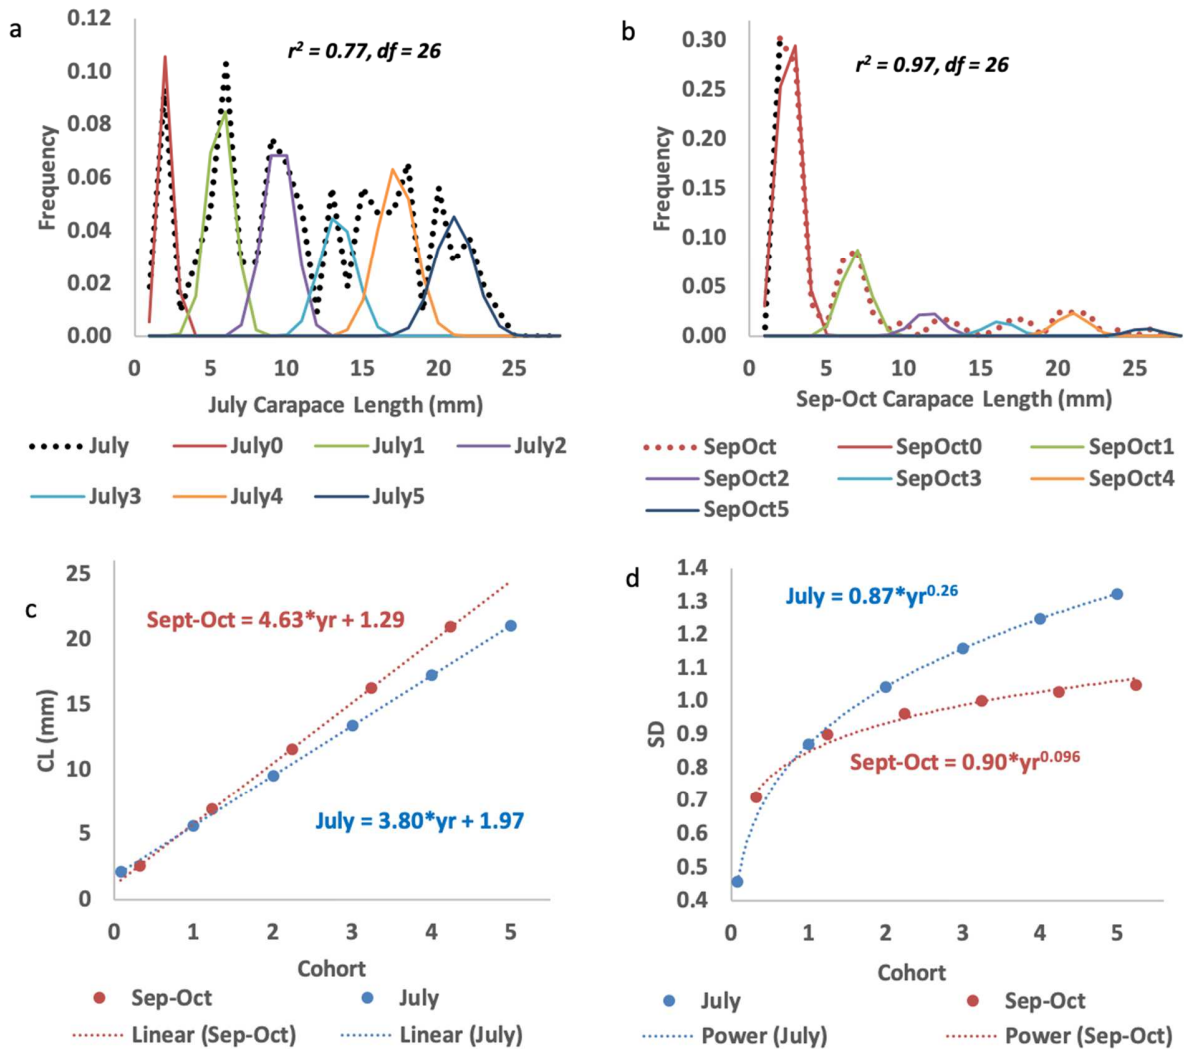 a
0.12
0.10
0.08
0.06
0.04
0.02
0.00
Frequency
r² = 0.77, df = 26
0 5 10 15 20 25
July Carapace Length (mm)
July July0 July1 July2
July3 July4 July5
b
0.30
0.25
0.20
0.15
0.10
0.05
0.00
Frequency
r² = 0.97, df = 26
0 5 10 15 20 25
Sep-Oct Carapace Length (mm)
SepOct SepOct0 SepOct1
SepOct2 SepOct3 SepOct4
SepOct5
c
25
20
15
10
5
0
CL (mm)
Sept-Oct = 4.63*yr + 1.29
July = 3.80*yr + 1.97
0 1 2 3 4 5
Cohort
Sep-Oct July
Linear (Sep-Oct) Linear (July)
d
1.4
1.3
1.2
1.1
1.0
0.9
0.8
0.7
0.6
0.5
0.4
SD
July = 0.87*yr⁰·²⁶
Sept-Oct = 0.90*yr⁰·⁰⁹⁶
0 1 2 3 4 5
Cohort
July Sep-Oct
Power (July) Power (Sep-Oct)